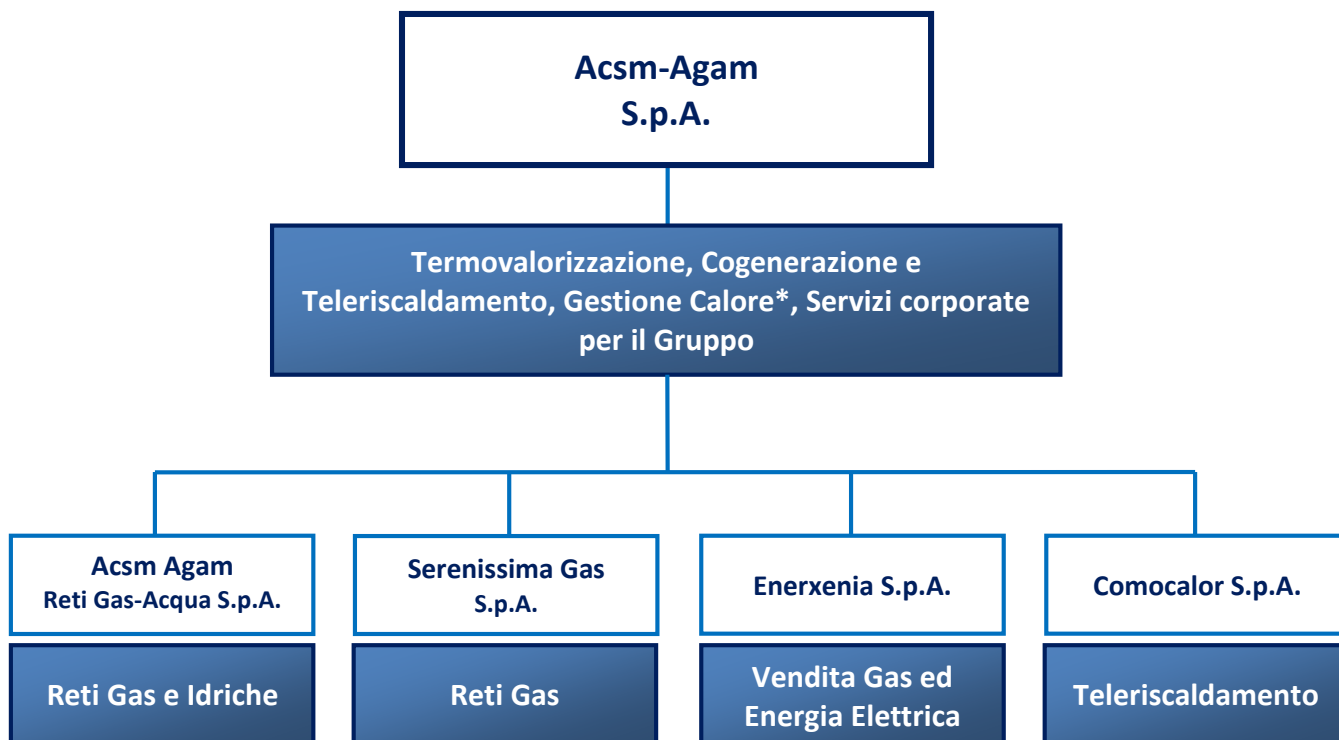 Acsm-Agam
S.p.A.
Termovalorizzazione, Cogenerazione e
Teleriscaldamento, Gestione Calore*, Servizi corporate
per il Gruppo
Acsm Agam
Reti Gas-Acqua S.p.A.
Serenissima Gas
S.p.A.
Enerxenia S.p.A.
Comocalor S.p.A.
Reti Gas e Idriche
Reti Gas
Vendita Gas ed
Energia Elettrica
Teleriscaldamento